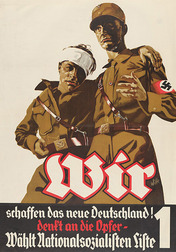 Wir
schaffen das neue Deutschland!
denkt an die Opfer-
Wählt Nationalsozialisten Liste 1